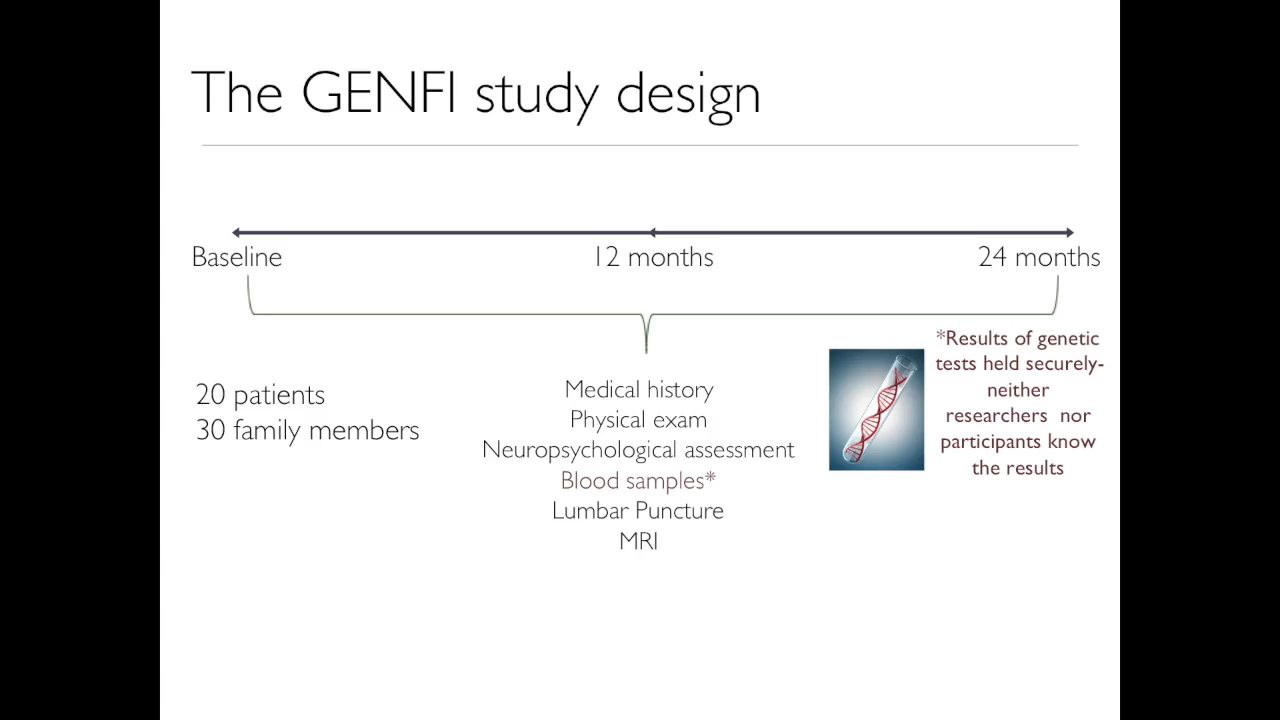 The GENFI study design
Baseline
12 months
24 months
20 patients
30 family members
Medical history
Physical exam
Neuropsychological assessment
Blood samples*
Lumbar Puncture
MRI
*Results of genetic
tests held securely-
neither
researchers nor
participants know
the results